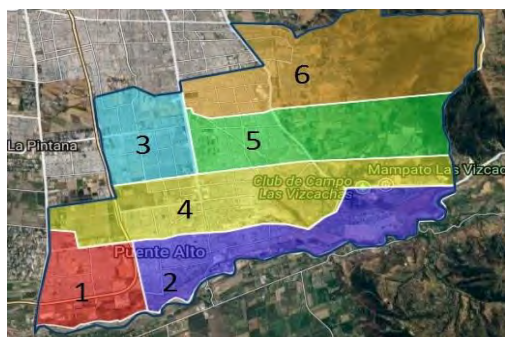 6
3
5
La Pintana
Mampato Las Vizcac
Club de Campo
Las Vizcachas
4
Puente Alto
1
2